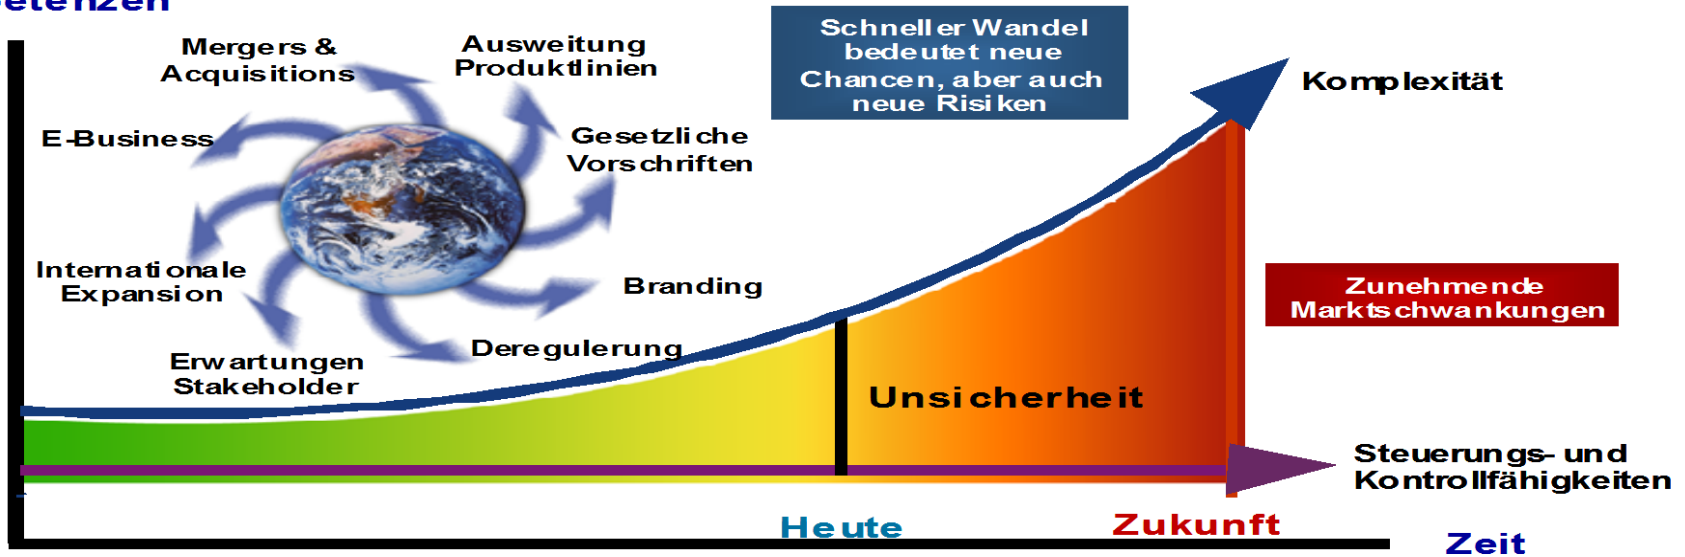 etenzen
Mergers &
Acquisitions
Ausweitung
Produktlinien
Schneller Wandel
bedeutet neue
Chancen, aber auch
neue Risiken
Komplexität
E-Business
Gesetzliche
Vorschriften
Internationale
Expansion
Branding
Zunehmende
Marktschwankungen
Erwartungen
Stakeholder
Deregulerung
Unsicherheit
Steuerungs- und
Kontrollfähigkeiten
Heute
Zukunft
Zeit